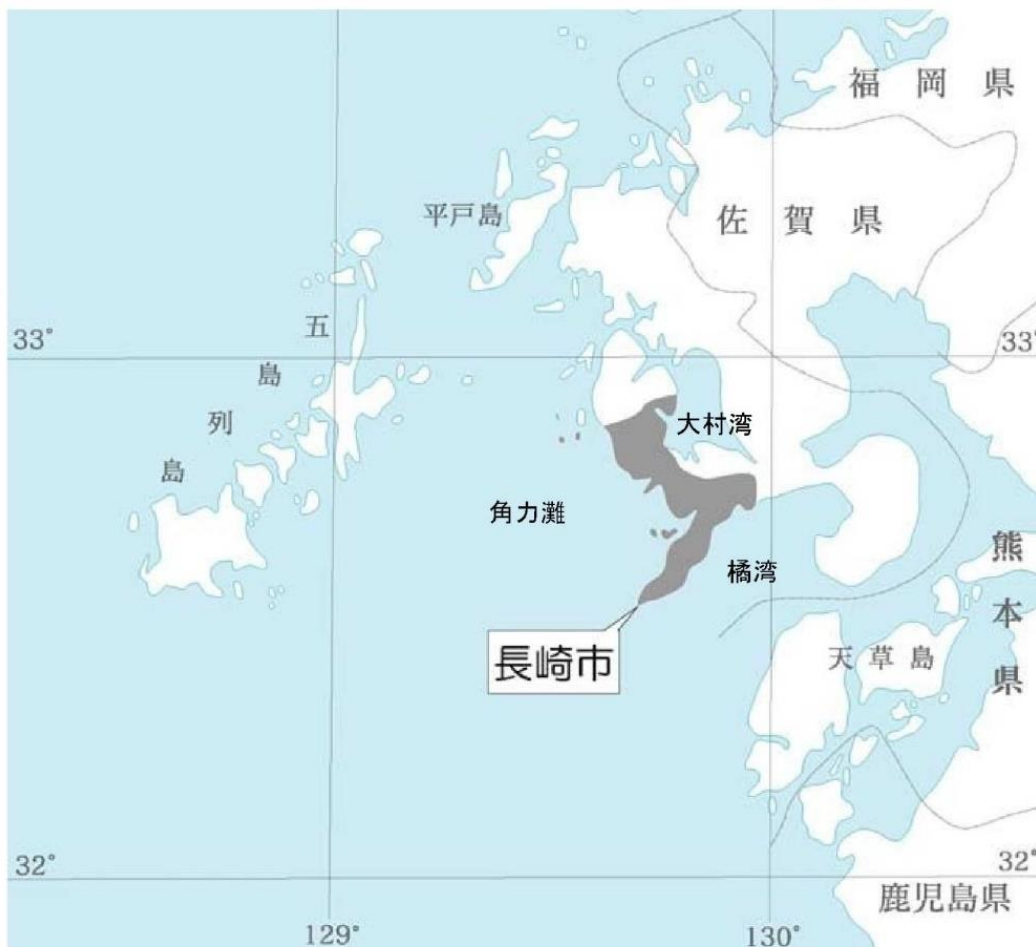 福岡県
平戸島
佐賀県
33°
33°
五島列島
大村湾
角力灘
橘湾
熊本県
長崎市
天草島
32°
32°
鹿児島県
129°
130°